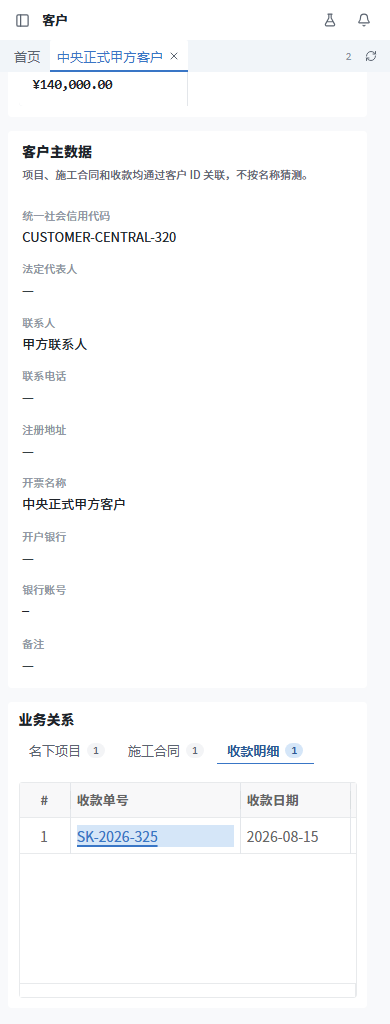 客户
首页
中央正式甲方客户
2
¥140,000.00
客户主数据
项目、施工合同和收款均通过客户 ID 关联，不按名称猜测。
统一社会信用代码
CUSTOMER-CENTRAL-320
法定代表人
—
联系人
甲方联系人
联系电话
—
注册地址
—
开票名称
中央正式甲方客户
开户银行
—
银行账号
–
备注
—
业务关系
名下项目 1 施工合同 1 收款明细 1
# 收款单号 收款日期
1 SK-2026-325 2026-08-15